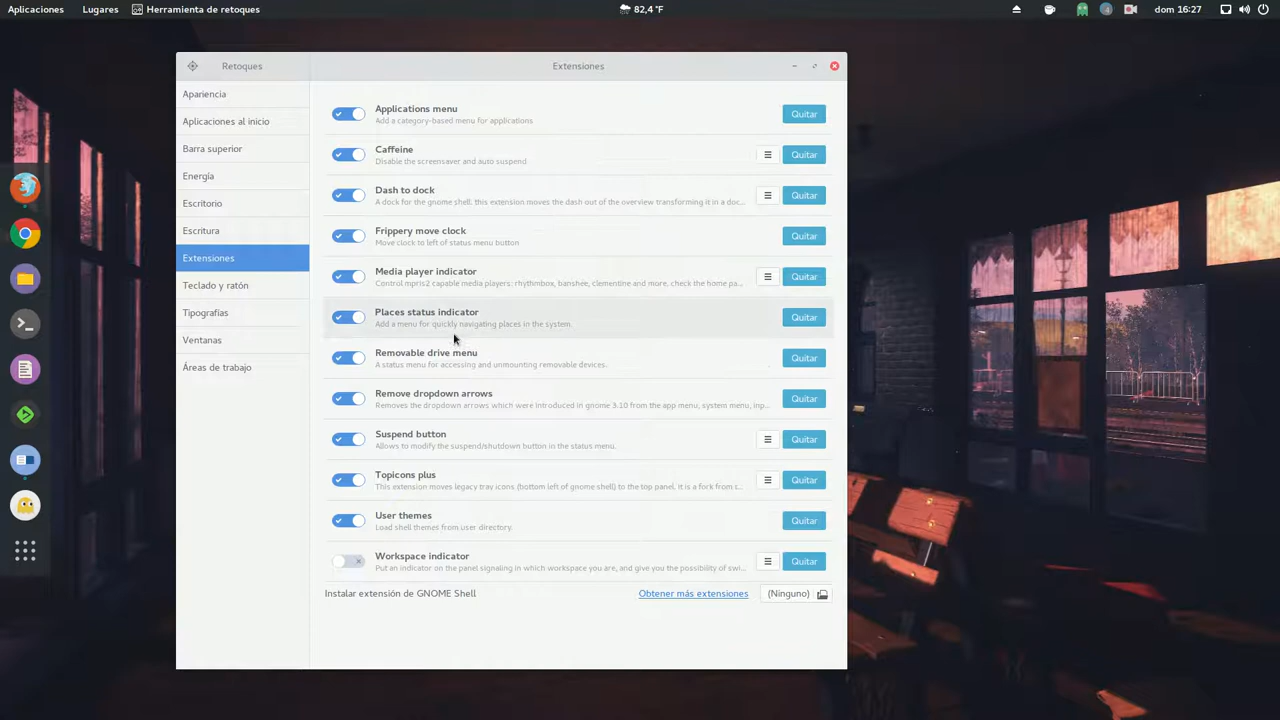 Aplicaciones Lugares Herramienta de retoques 82,4 °F dom 16:27
Retoques Extensiones
Apariencia
Aplicaciones al inicio
Barra superior
Energía
Escritorio
Escritura
Extensiones
Teclado y ratón
Tipografías
Ventanas
Áreas de trabajo
Applications menu
Add a category-based menu for applications
Quitar
Caffeine
Disable the screensaver and auto suspend
Quitar
Dash to dock
A dock for the gnome shell. this extension moves the dash out of the overview transforming it in a doc...
Quitar
Frippery move clock
Move clock to left of status menu button
Quitar
Media player indicator
Control mpris2 capable media players: rhythmbox, banshee, clementine and more. check the home pa...
Quitar
Places status indicator
Add a menu for quickly navigating places in the system.
Quitar
Removable drive menu
A status menu for accessing and unmounting removable devices.
Quitar
Remove dropdown arrows
Removes the dropdown arrows which were introduced in gnome 3.10 from the app menu, system menu, inp...
Quitar
Suspend button
Allows to modify the suspend/shutdown button in the status menu.
Quitar
Topicons plus
This extension moves legacy tray icons (bottom left of gnome shell) to the top panel. it is a fork from t...
Quitar
User themes
Load shell themes from user directory.
Quitar
Workspace indicator
Put an indicator on the panel signaling in which workspace you are, and give you the possibility of swi...
Quitar
Instalar extensión de GNOME Shell Obtener más extensiones (Ninguno)